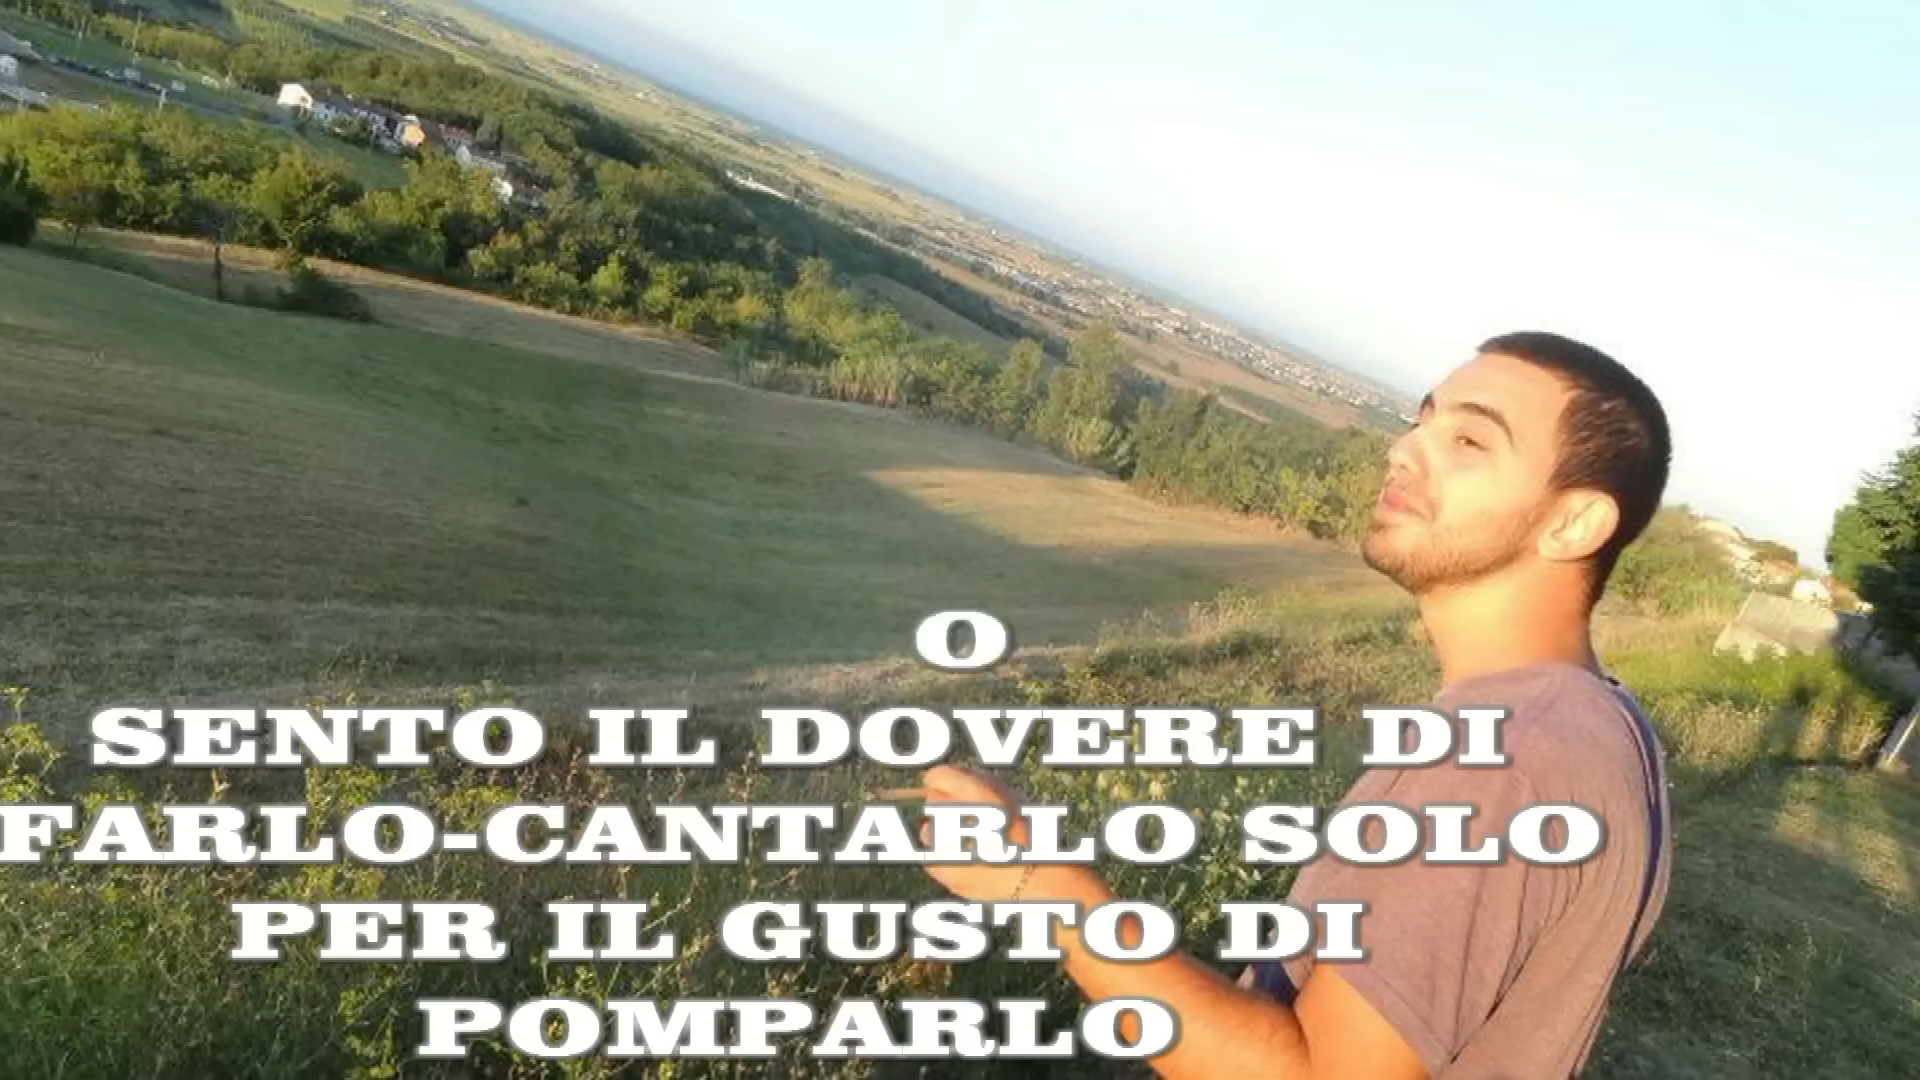 O
SENTO IL DOVERE DI
FARLO-CANTARLO SOLO
PER IL GUSTO DI
POMPARLO